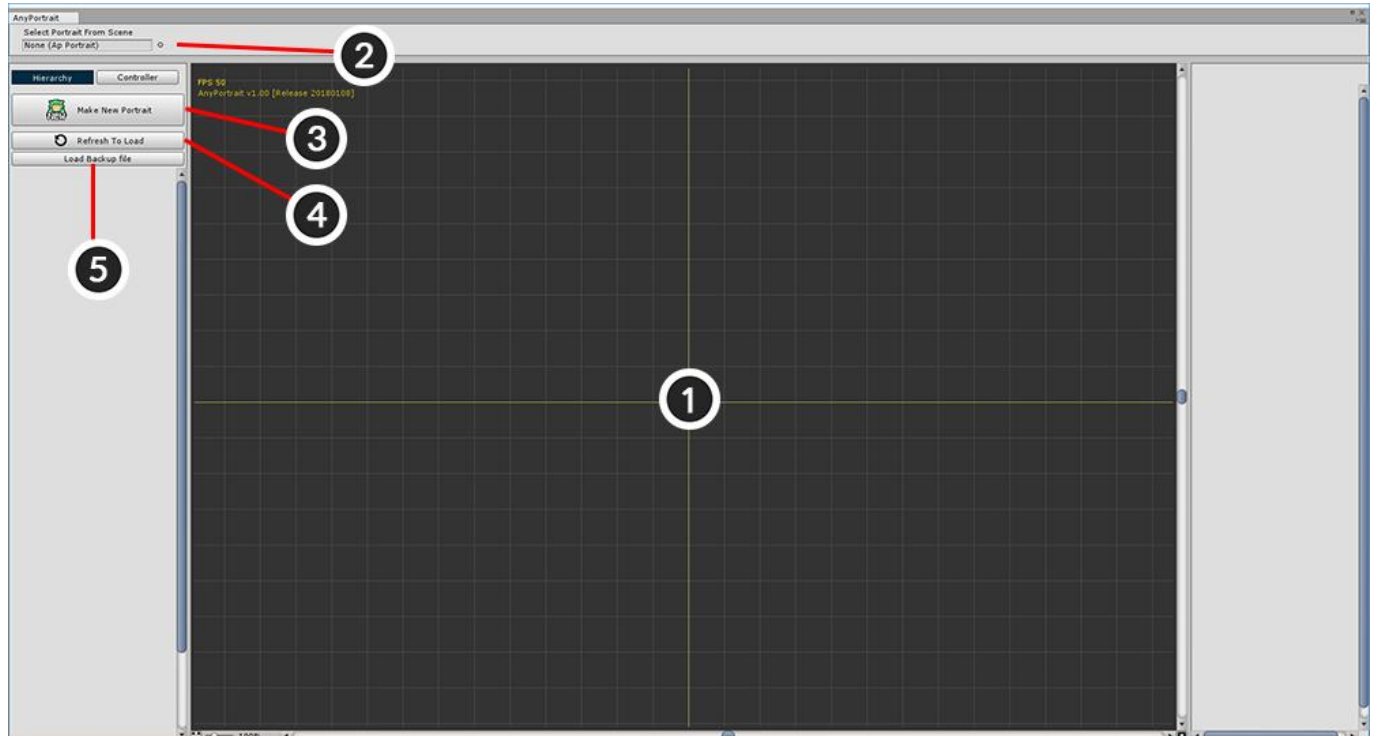 AnyPortrait
Select Portrait From Scene
None (Ap Portrait)
2
Hierarchy
Controller
FPS 50
AnyPortrait v1.00 [Release 20180108]
Make New Portrait
3
Refresh To Load
Load Backup file
4
5
1